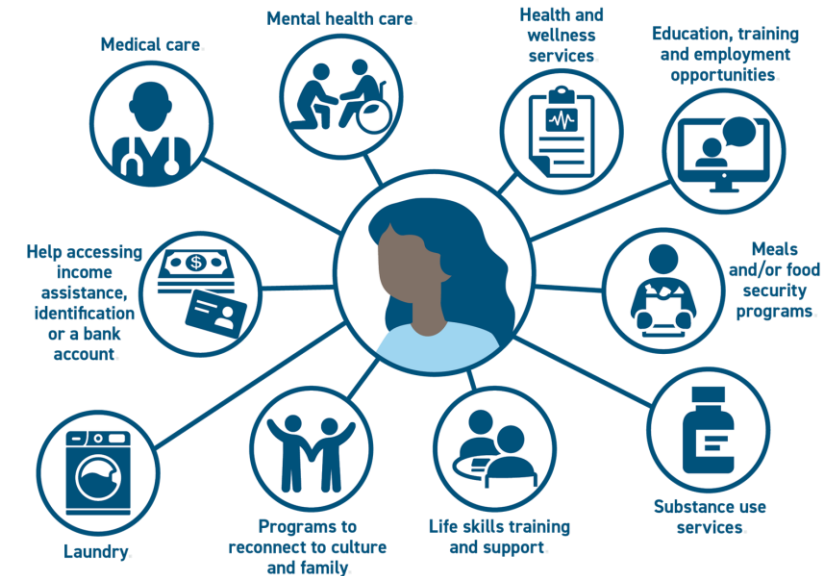 Medical care.
Mental health care.
Health and
wellness
services.
Education, training
and employment
opportunities.
Help accessing
income
assistance,
identification
or a bank
account.
$
Meals
and/or food
security
programs.
Laundry.
Programs to
reconnect to culture
and family.
Life skills training
and support.
Substance use
services.